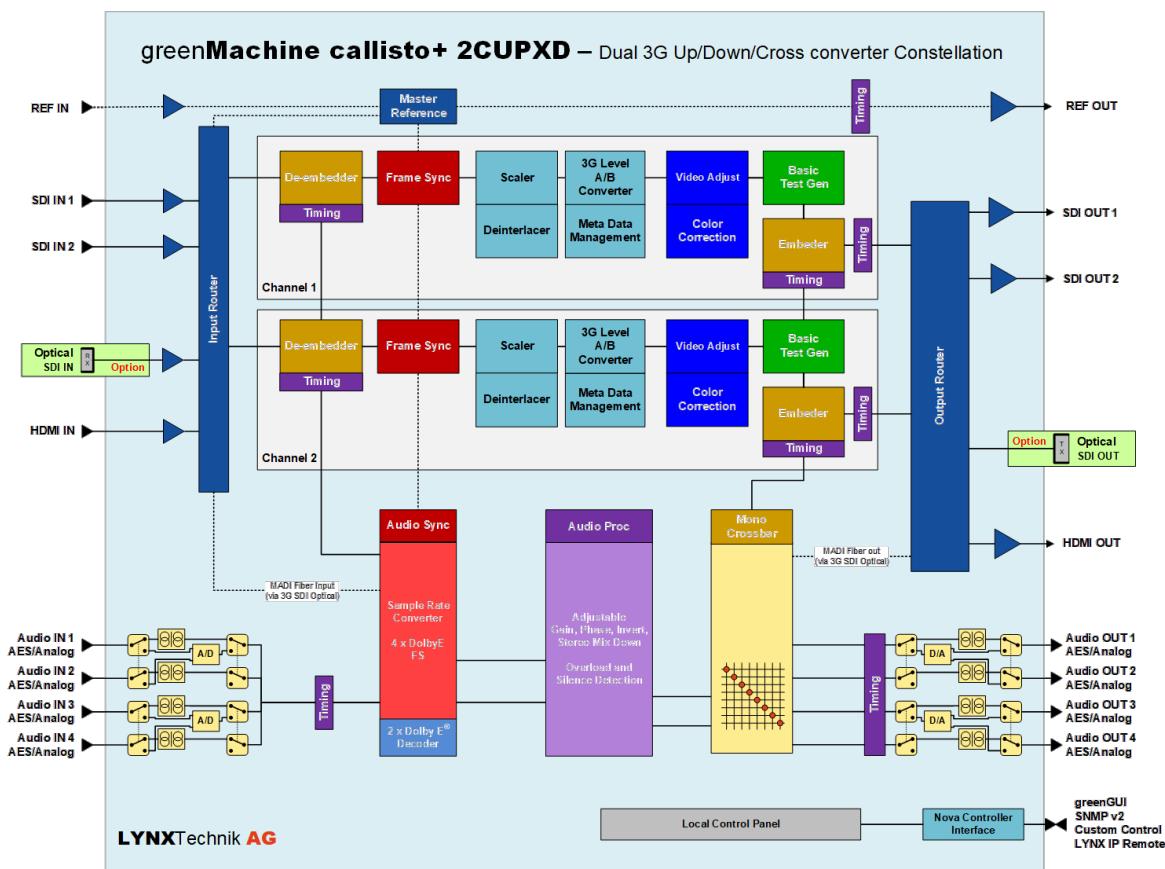 greenMachine callisto+ 2CUPXD – Dual 3G Up/Down/Cross converter Constellation
REF IN
Master
Reference
Timing
REF OUT
SDI IN 1
SDI IN 2
Optical
SDI IN
Option
RX
HDMI IN
Input Router
De-embedder
Timing
Frame Sync
Scaler
Deinterlacer
3G Level
A/B
Converter
Meta Data
Management
Video Adjust
Color
Correction
Basic
Test Gen
Embeder
Timing
Timing
Channel 1
De-embedder
Timing
Frame Sync
Scaler
Deinterlacer
3G Level
A/B
Converter
Meta Data
Management
Video Adjust
Color
Correction
Basic
Test Gen
Embeder
Timing
Timing
Channel 2
Output Router
SDI OUT 1
SDI OUT 2
Option
TX
Optical
SDI OUT
HDMI OUT
MADI Fiber Input
(via 3G SDI Optical)
Audio Sync
Sample Rate
Converter
4 x DolbyE
FS
2 x Dolby E®
Decoder
Audio Proc
Adjustable
Gain, Phase, Invert,
Stereo Mix Down
Overload and
Silence Detection
Mono
Crossbar
MADI Fiber out
(via 3G SDI Optical)
Audio IN 1
AES/Analog
Audio IN 2
AES/Analog
Audio IN 3
AES/Analog
Audio IN 4
AES/Analog
A/D
A/D
Timing
Timing
D/A
D/A
Audio OUT 1
AES/Analog
Audio OUT 2
AES/Analog
Audio OUT 3
AES/Analog
Audio OUT 4
AES/Analog
LYNXTechnik AG
Local Control Panel
Nova Controller
Interface
greenGUI
SNMP v2
Custom Control
LYNX IP Remote